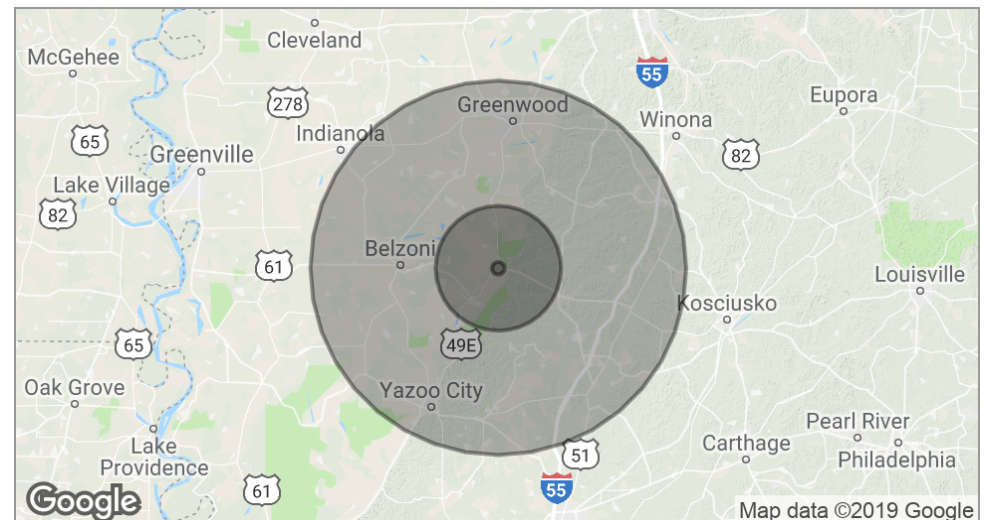 Cleveland
McGehee
55
278
Greenwood
Eupora
Winona
Indianola
65
82
Greenville
Lake Village
82
Belzoni
61
Louisville
Kosciusko
65
49E
Oak Grove
Yazoo City
Pearl River
Lake
Providence
51
Carthage
Philadelphia
61
55
Google
Map data ©2019 Google